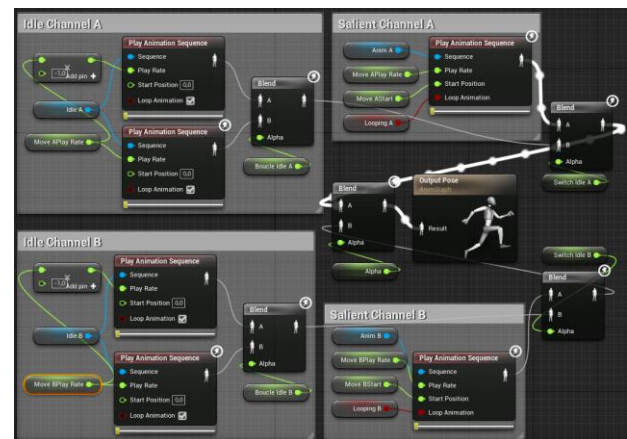 Idle Channel A
Play Animation Sequence
Sequence
Play Rate
Start Position 0,0
Loop Animation
X
-1,0 Add pin +
Idle A
Move APlay Rate
Play Animation Sequence
Sequence
Play Rate
Start Position 0,0
Loop Animation
Blend
A
B
Alpha
Boucle Idle A
Salient Channel A
Anim A
Move APlay Rate
Move AStart
Looping A
Play Animation Sequence
Sequence
Play Rate
Start Position
Loop Animation
Blend
A
B
Alpha
Switch Idle A
Blend
A
B
Alpha
Alpha
Output Pose
AnimGraph
Result
Idle Channel B
Play Animation Sequence
Sequence
Play Rate
Start Position 0,0
Loop Animation
X
-1,0 Add pin +
Idle B
Move BPlay Rate
Play Animation Sequence
Sequence
Play Rate
Start Position 0,0
Loop Animation
Blend
A
B
Alpha
Boucle Idle B
Switch Idle B
Blend
A
B
Alpha
Salient Channel B
Anim B
Move BPlay Rate
Move BStart
Looping B
Play Animation Sequence
Sequence
Play Rate
Start Position
Loop Animation